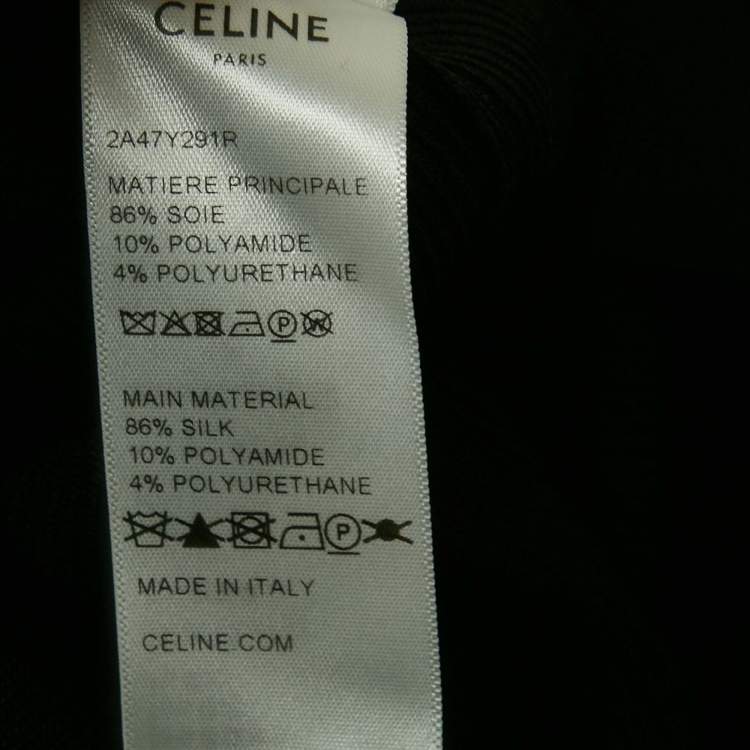 CELINE
PARIS
2A47Y291R
MATIERE PRINCIPALE
86% SOIE
10% POLYAMIDE
4% POLYURETHANE
P W
MAIN MATERIAL
86% SILK
10% POLYAMIDE
4% POLYURETHANE
P
MADE IN ITALY
CELINE.COM